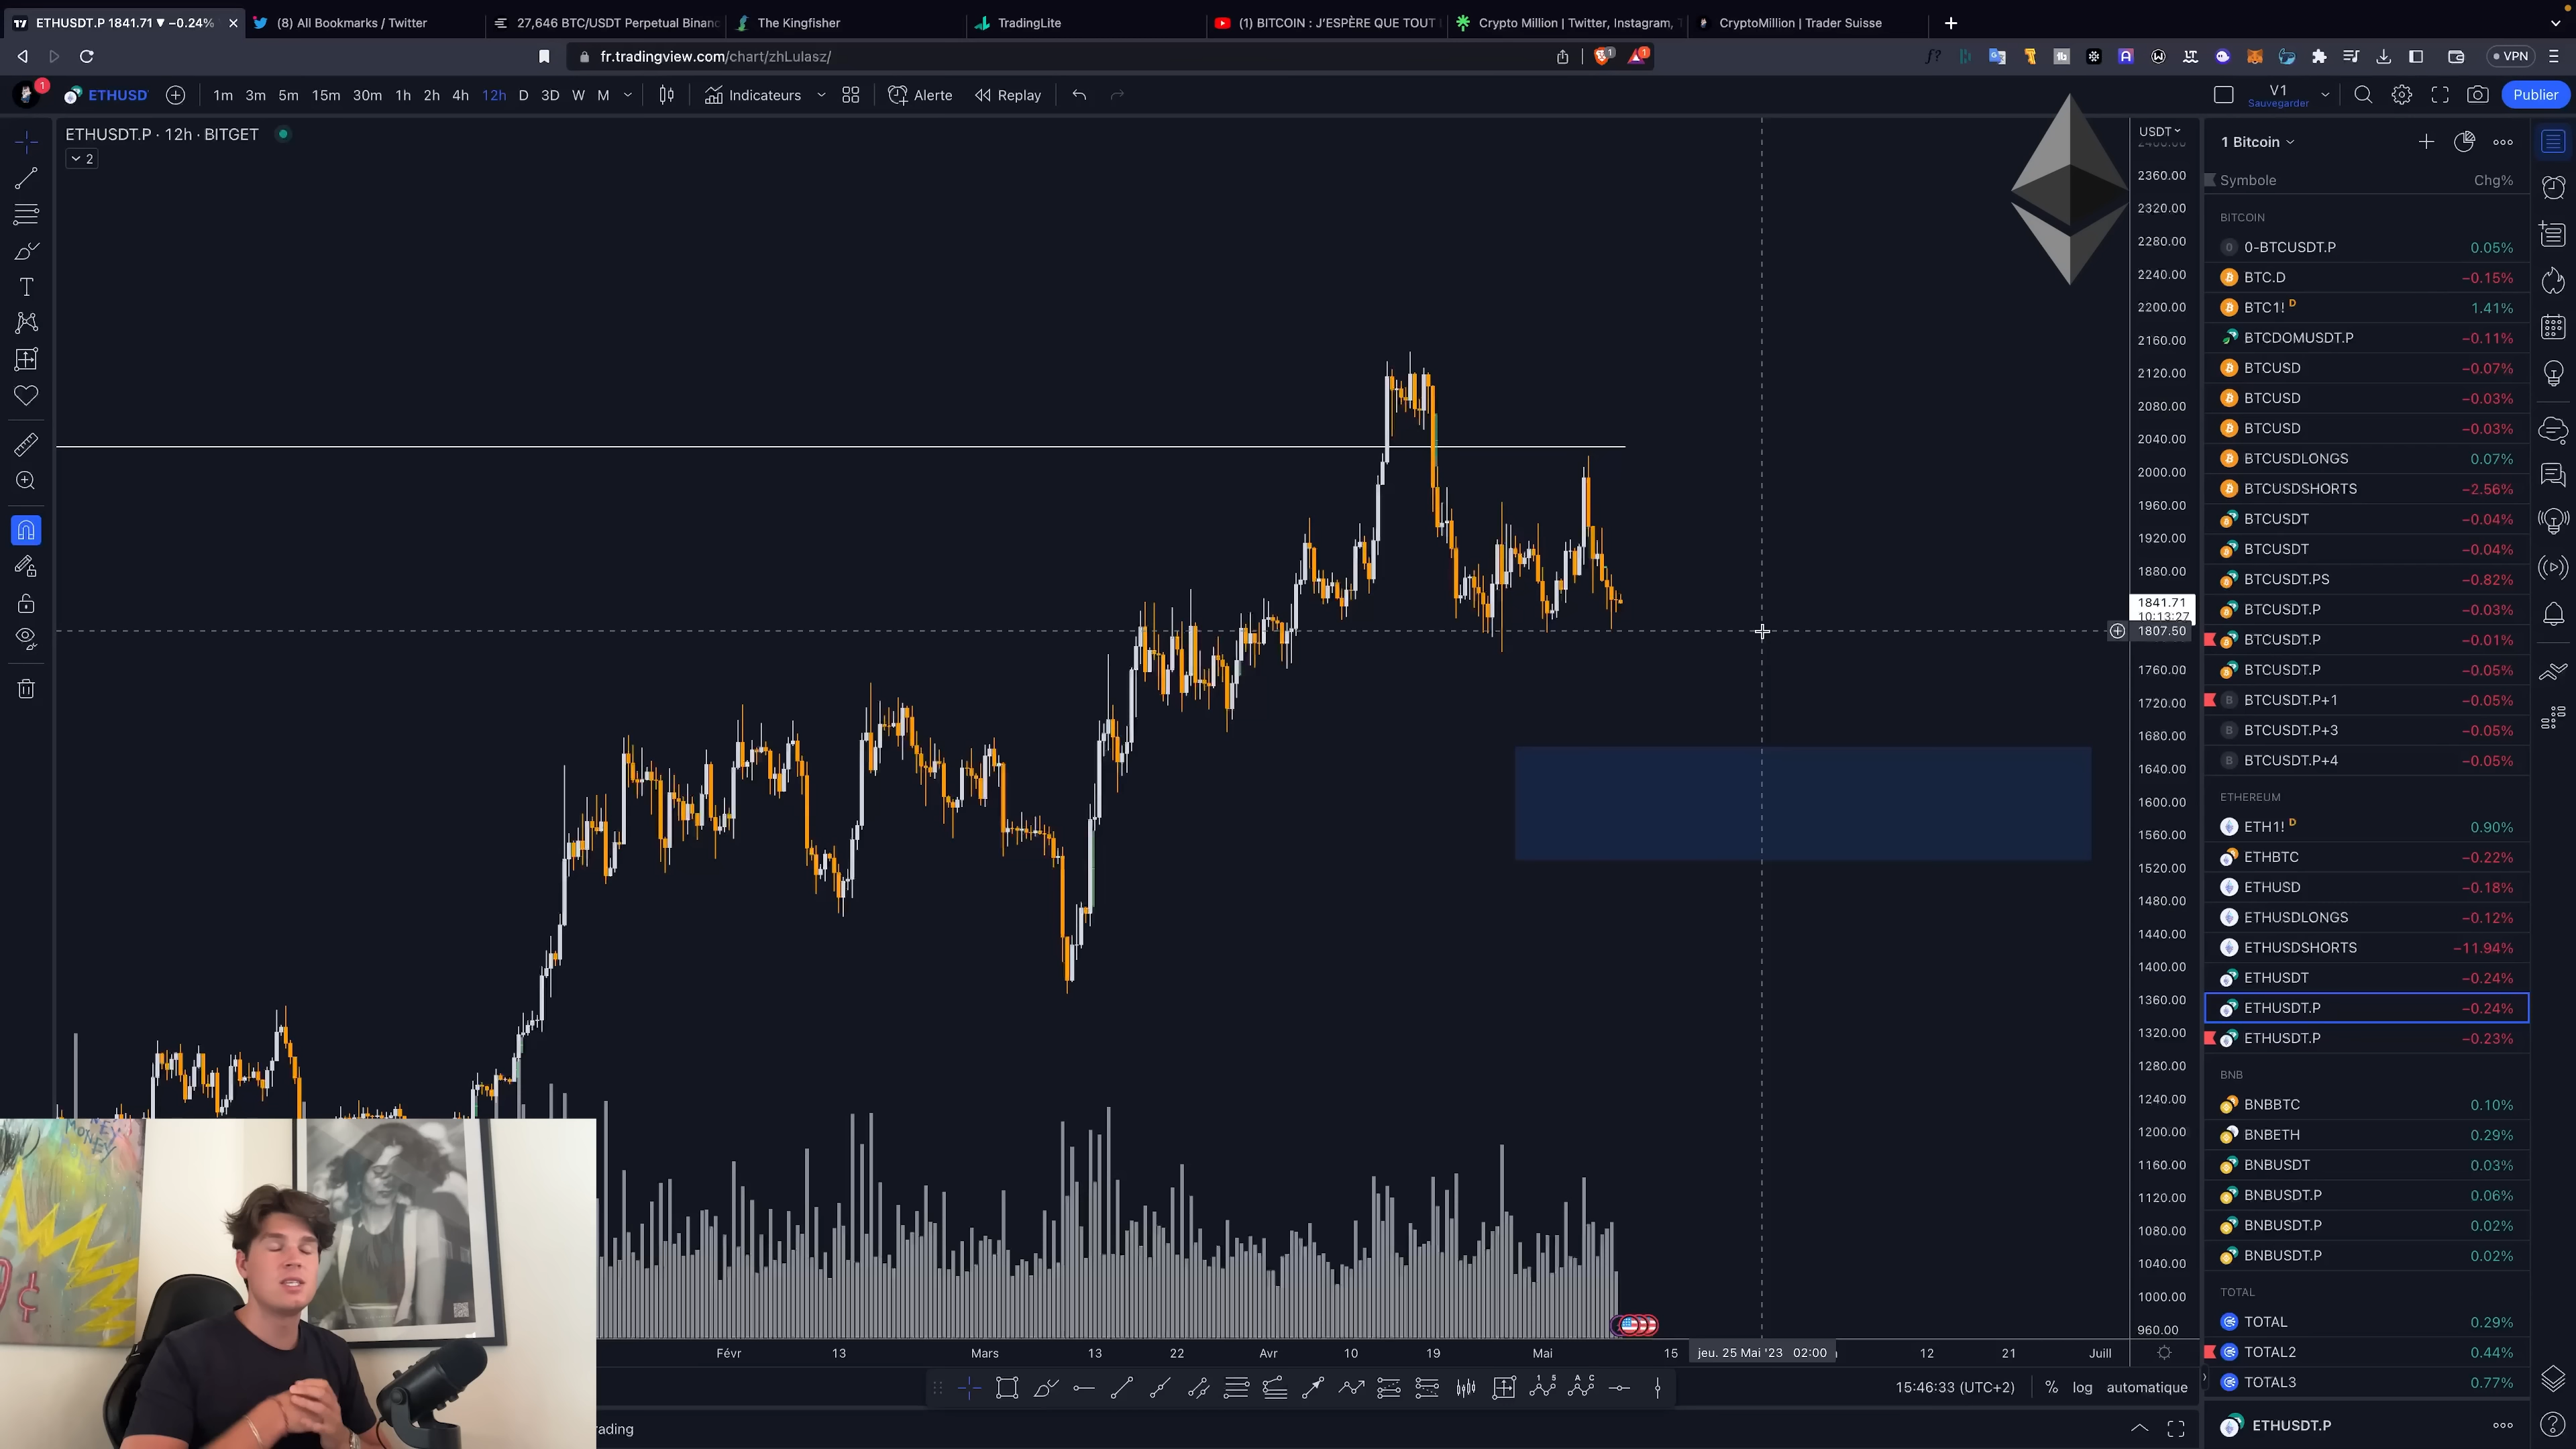 ETHUSDT.P 1841.71 ▼ −0.24%
(8) All Bookmarks / Twitter
27,646 BTC/USDT Perpetual Binanc
The Kingfisher
TradingLite
(1) BITCOIN : J'ESPÈRE QUE TOUT
Crypto Million | Twitter, Instagram,
CryptoMillion | Trader Suisse
fr.tradingview.com/chart/zhLulasz/
1
1
VPN
1
ETHUSD
1m 3m 5m 15m 30m 1h 2h 4h 12h D 3D W M
Indicateurs
Alerte
Replay
V1
Sauvegarder
Publier
ETHUSDT.P · 12h · BITGET
2
USDT
2360.00
2320.00
2280.00
2240.00
2200.00
2160.00
2120.00
2080.00
2040.00
2000.00
1960.00
1920.00
1880.00
1841.71
10:13:27
1807.50
1760.00
1720.00
1680.00
1640.00
1600.00
1560.00
1520.00
1480.00
1440.00
1400.00
1360.00
1320.00
1280.00
1240.00
1200.00
1160.00
1120.00
1080.00
1040.00
1000.00
960.00
1 Bitcoin
Symbole Chg%
BITCOIN
0-BTCUSDT.P 0.05%
BTC.D −0.15%
BTC1! D 1.41%
BTCDOMUSDT.P −0.11%
BTCUSD −0.07%
BTCUSD −0.03%
BTCUSD −0.03%
BTCUSDLONGS 0.07%
BTCUSDSHORTS −2.56%
BTCUSDT −0.04%
BTCUSDT −0.04%
BTCUSDT.PS −0.82%
BTCUSDT.P −0.03%
BTCUSDT.P −0.01%
BTCUSDT.P −0.05%
BTCUSDT.P+1 −0.05%
BTCUSDT.P+3 −0.05%
BTCUSDT.P+4 −0.05%
ETHEREUM
ETH1! D 0.90%
ETHBTC −0.22%
ETHUSD −0.18%
ETHUSDLONGS −0.12%
ETHUSDSHORTS −11.94%
ETHUSDT −0.24%
ETHUSDT.P −0.24%
ETHUSDT.P −0.23%
BNB
BNBBTC 0.10%
BNBETH 0.29%
BNBUSDT 0.03%
BNBUSDT.P 0.06%
BNBUSDT.P 0.02%
BNBUSDT.P 0.02%
TOTAL
TOTAL 0.29%
TOTAL2 0.44%
TOTAL3 0.77%
ETHUSDT.P
MONEY
Févr 13 Mars 13 22 Avr 10 19 Mai 15 jeu. 25 Mai '23 02:00 12 21 Juill
15:46:33 (UTC+2) % log automatique
ading